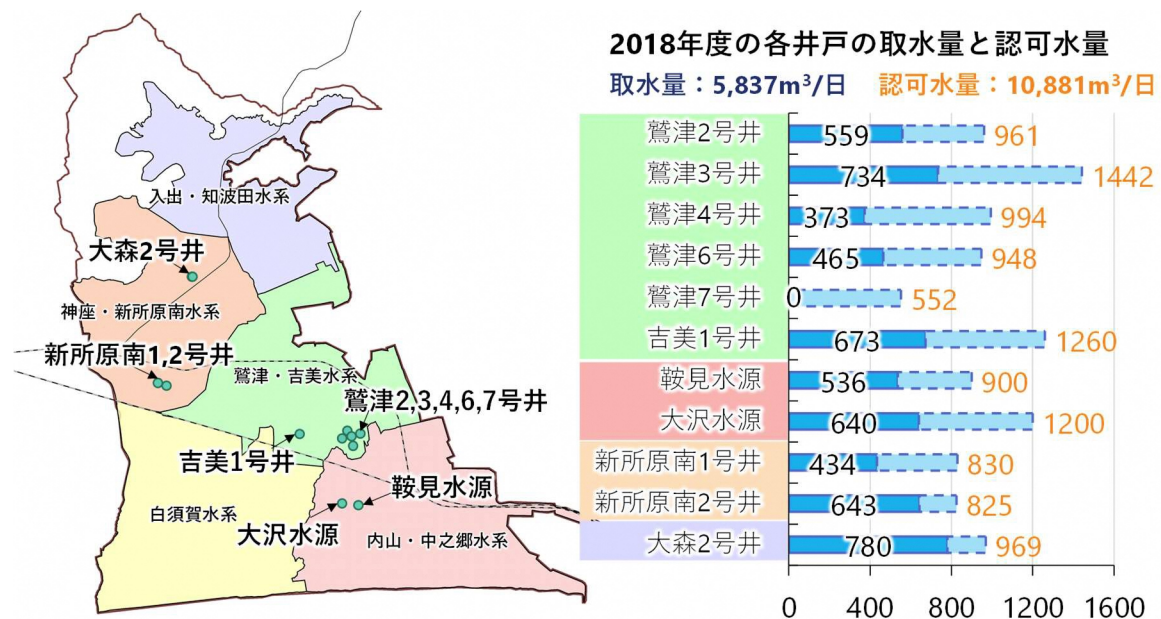 入出・知波田水系
大森2号井
神座・新所原南水系
新所原南1,2号井
鷲津・吉美水系
鷲津2,3,4,6,7号井
吉美1号井
鞍見水源
白須賀水系
大沢水源
内山・中之郷水系
2018年度の各井戸の取水量と認可水量
取水量：5,837m³/日 認可水量：10,881m³/日
鷲津2号井 559 961
鷲津3号井 734 1442
鷲津4号井 373 994
鷲津6号井 465 948
鷲津7号井 0 552
吉美1号井 673 1260
鞍見水源 536 900
大沢水源 640 1200
新所原南1号井 434 830
新所原南2号井 643 825
大森2号井 780 969
0 400 800 1200 1600